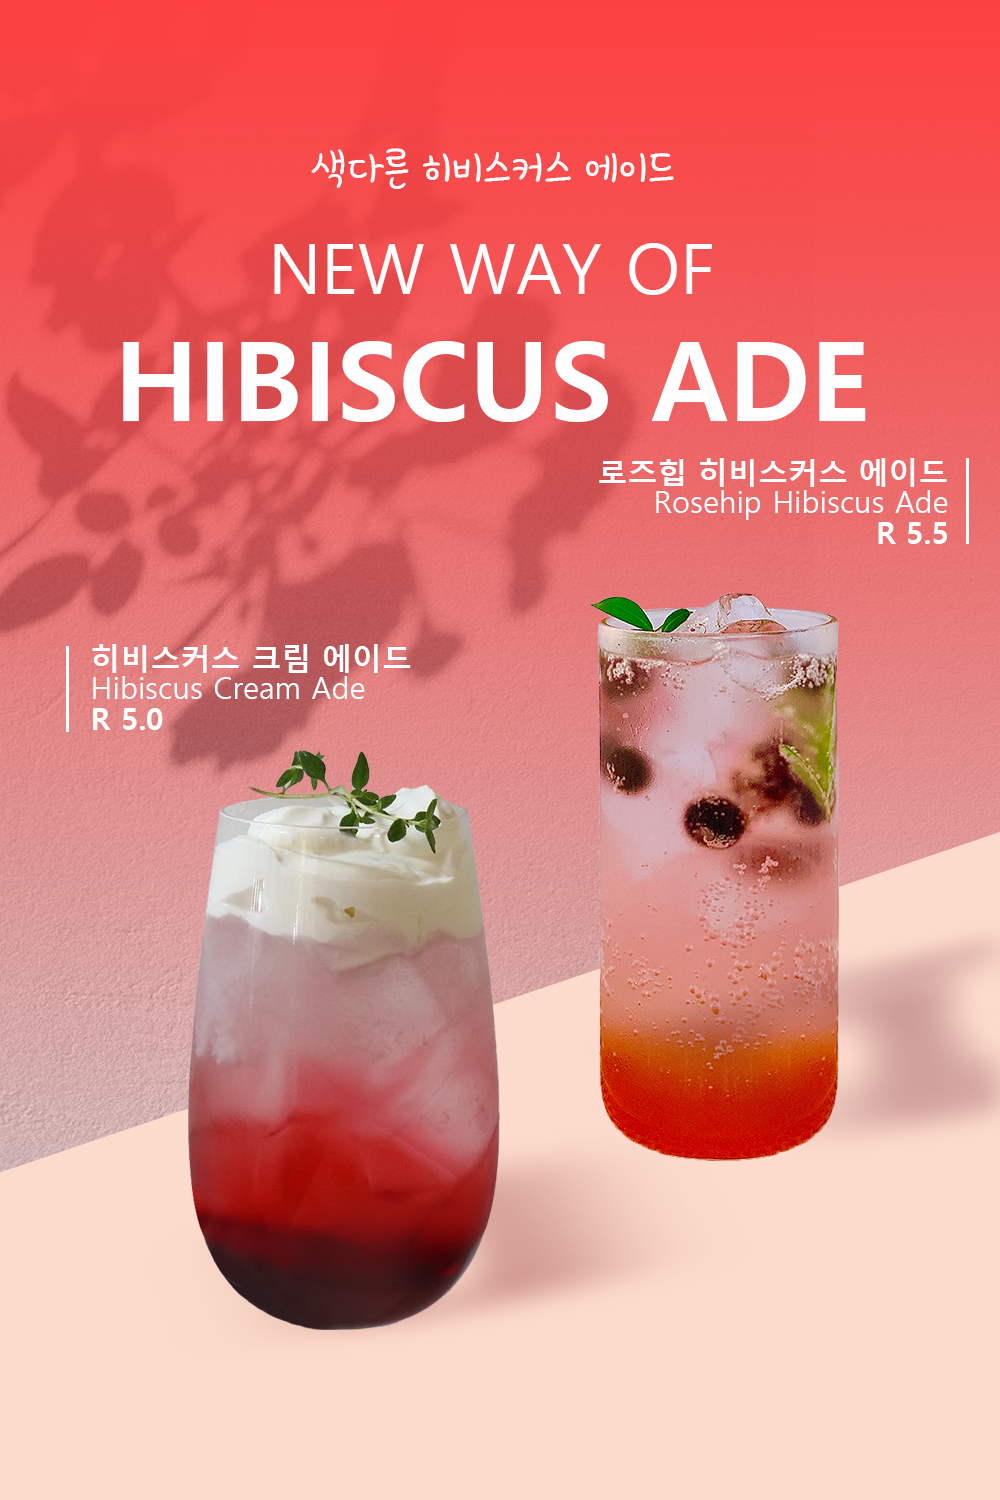 색다른 히비스커스 에이드
NEW WAY OF
HIBISCUS ADE
로즈힙 히비스커스 에이드
Rosehip Hibiscus Ade
R 5.5
히비스커스 크림 에이드
Hibiscus Cream Ade
R 5.0